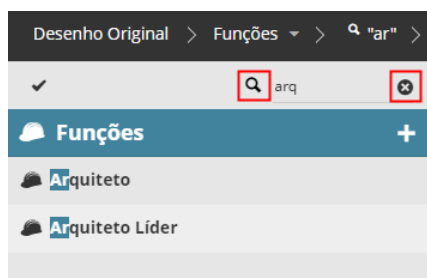 Desenho Original > Funções > "ar" >
arq
Funções +
Arquiteto
Arquiteto Líder